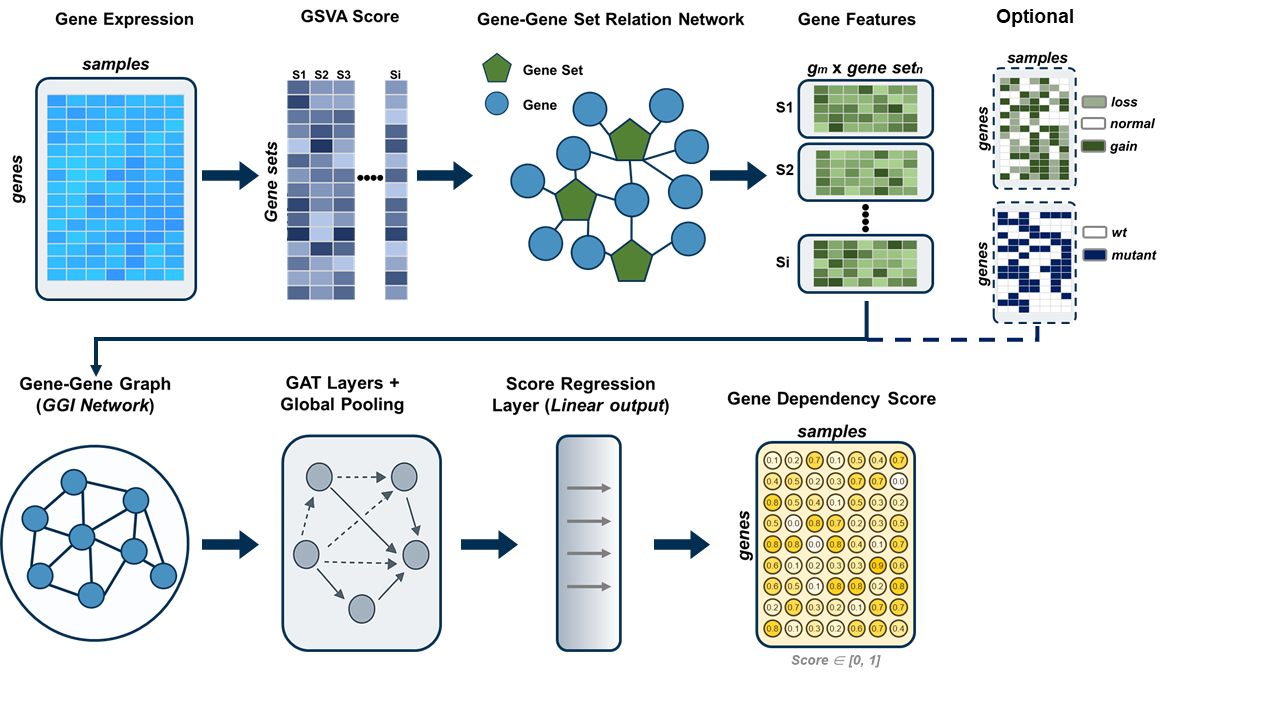 Gene Expression
GSVA Score
Gene-Gene Set Relation Network
Gene Features
Optional
samples
genes
S1 S2 S3 Si
Gene sets
Gene Set
Gene
gm x gene setn
S1
S2
Si
samples
genes
loss
normal
gain
genes
wt
mutant
Gene-Gene Graph
(GGI Network)
GAT Layers +
Global Pooling
Score Regression
Layer (Linear output)
Gene Dependency Score
samples
genes
0.1 0.2 0.7 0.1 0.5 0.4 0.7
0.4 0.5 0.2 0.3 0.7 0.7 0.0
0.8 0.5 0.4 0.1 0.5 0.3 0.2
0.5 0.0 0.8 0.7 0.2 0.3 0.5
0.8 0.8 0.0 0.8 0.4 0.1 0.7
0.6 0.1 0.2 0.3 0.3 0.9 0.6
0.6 0.5 0.1 0.8 0.8 0.2 0.8
0.2 0.7 0.3 0.2 0.1 0.7 0.7
0.8 0.1 0.3 0.2 0.6 0.7 0.4
Score ∈ [0, 1]